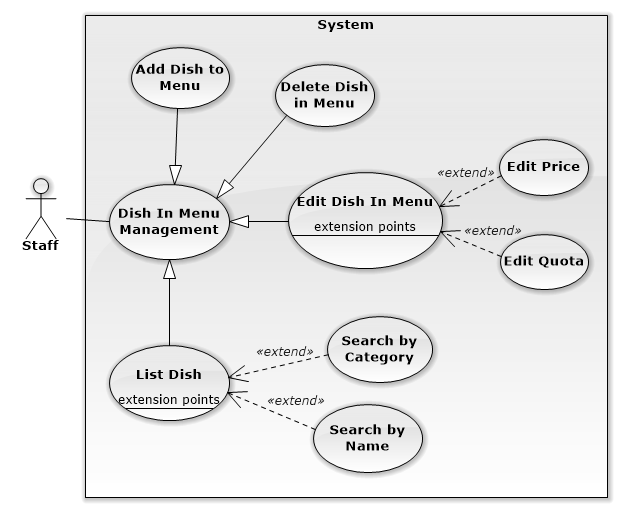 System
Add Dish to
Menu
Delete Dish
in Menu
Edit Price
«extend»
Edit Dish In Menu
extension points
Dish In Menu
Management
Staff
«extend»
Edit Quota
Search by
Category
«extend»
List Dish
extension points
«extend»
Search by
Name